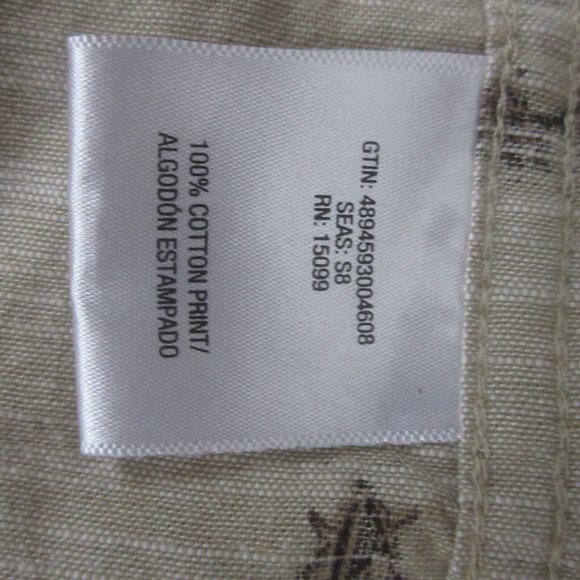 GTIN: 4894593004608
SEAS: S8
RN: 15099
100% COTTON PRINT/
ALGODÓN ESTAMPADO